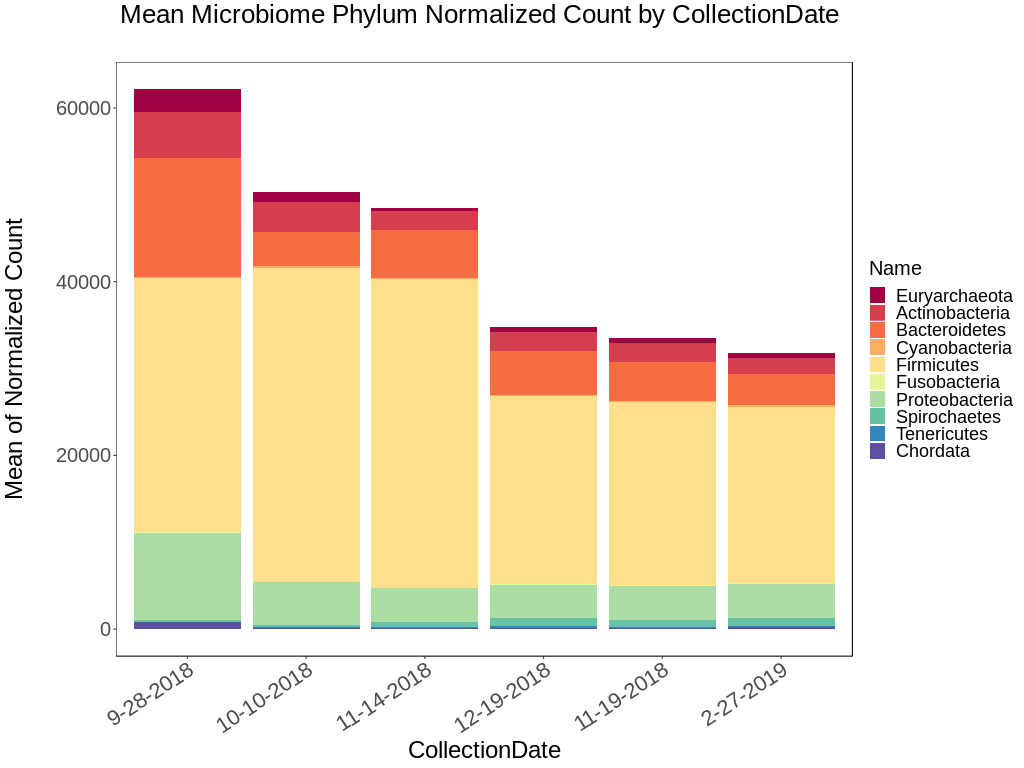 Mean Microbiome Phylum Normalized Count by CollectionDate
Mean of Normalized Count
60000
40000
20000
0
9-28-2018
10-10-2018
11-14-2018
12-19-2018
11-19-2018
2-27-2019
CollectionDate
Name
Euryarchaeota
Actinobacteria
Bacteroidetes
Cyanobacteria
Firmicutes
Fusobacteria
Proteobacteria
Spirochaetes
Tenericutes
Chordata